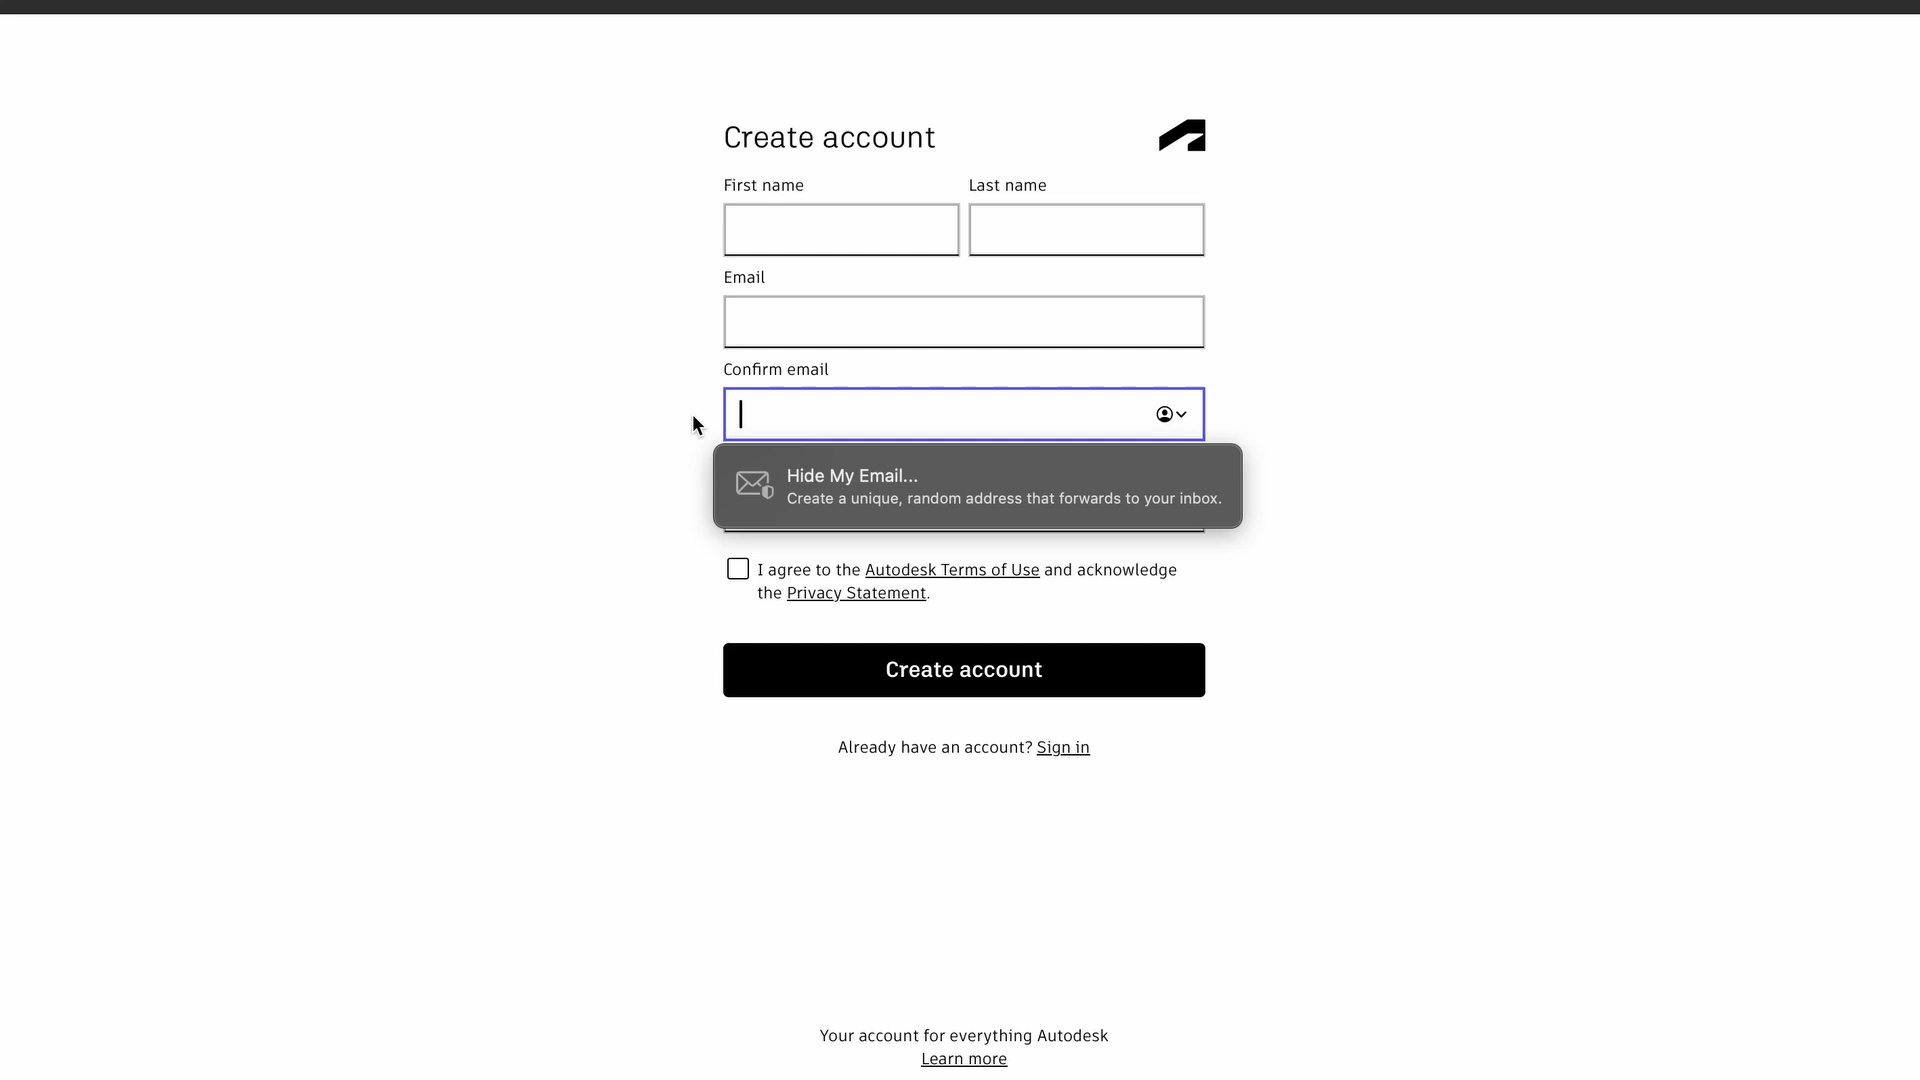 Create account
First name
Last name
Email
Confirm email
Hide My Email...
Create a unique, random address that forwards to your inbox.
I agree to the Autodesk Terms of Use and acknowledge
the Privacy Statement.
Create account
Already have an account? Sign in
Your account for everything Autodesk
Learn more